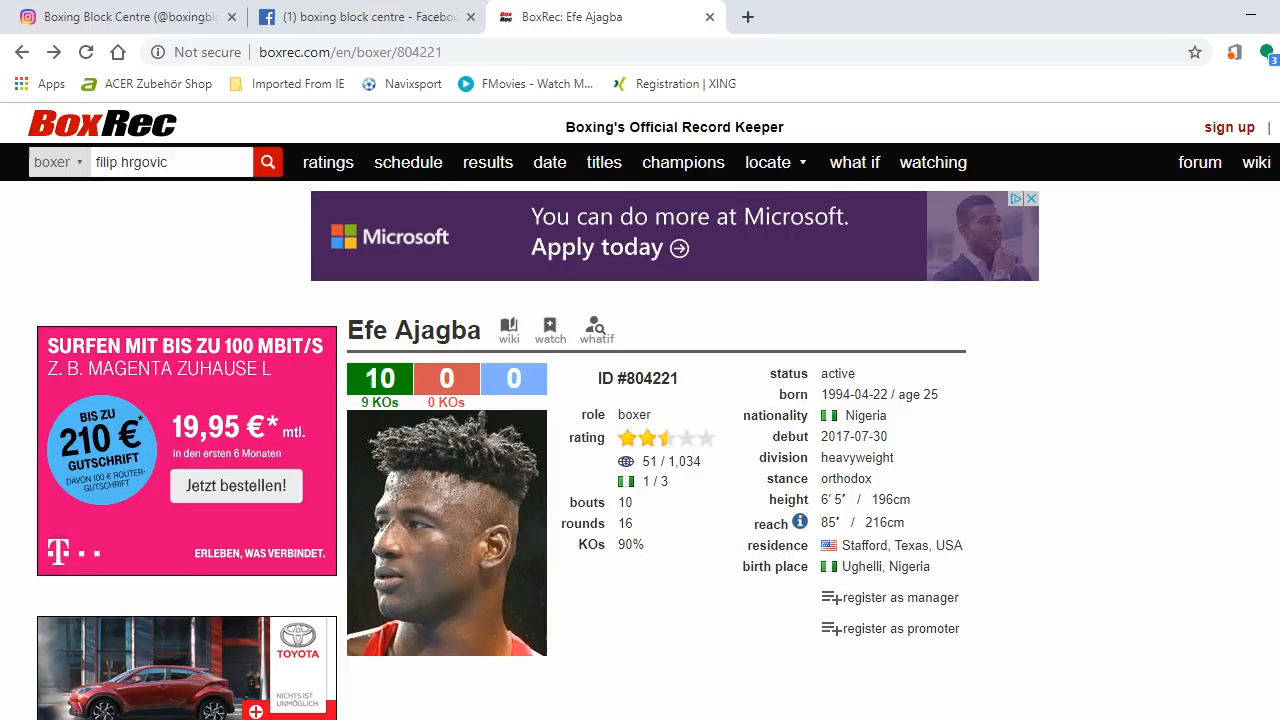 Boxing Block Centre (@boxingblo
(1) boxing block centre - Facebo
BoxRec: Efe Ajagba
Not secure
boxrec.com/en/boxer/804221
3
Apps
ACER Zubehör Shop
Imported From IE
Navixsport
FMovies - Watch M...
Registration | XING
BoxRec
Boxing's Official Record Keeper
sign up |
boxer
filip hrgovic
ratings
schedule
results
date
titles
champions
locate
what if
watching
forum
wiki
Microsoft
You can do more at Microsoft.
Apply today
SURFEN MIT BIS ZU 100 MBIT/S
Z. B. MAGENTA ZUHAUSE L
BIS ZU
210 €*
GUTSCHRIFT
DAVON 100 € ROUTER-
GUTSCHRIFT
19,95 €* mtl.
in den ersten 6 Monaten
Jetzt bestellen!
T
ERLEBEN, WAS VERBINDET.
TOYOTA
NICHTS IST
UNMÖGLICH
Efe Ajagba
wiki
watch
whatif
10
0
0
9 KOs
0 KOs
ID #804221
role boxer
rating
51 / 1,034
1 / 3
bouts 10
rounds 16
KOs 90%
status active
born 1994-04-22 / age 25
nationality Nigeria
debut 2017-07-30
division heavyweight
stance orthodox
height 6′ 5″ / 196cm
reach 85″ / 216cm
residence Stafford, Texas, USA
birth place Ughelli, Nigeria
register as manager
register as promoter